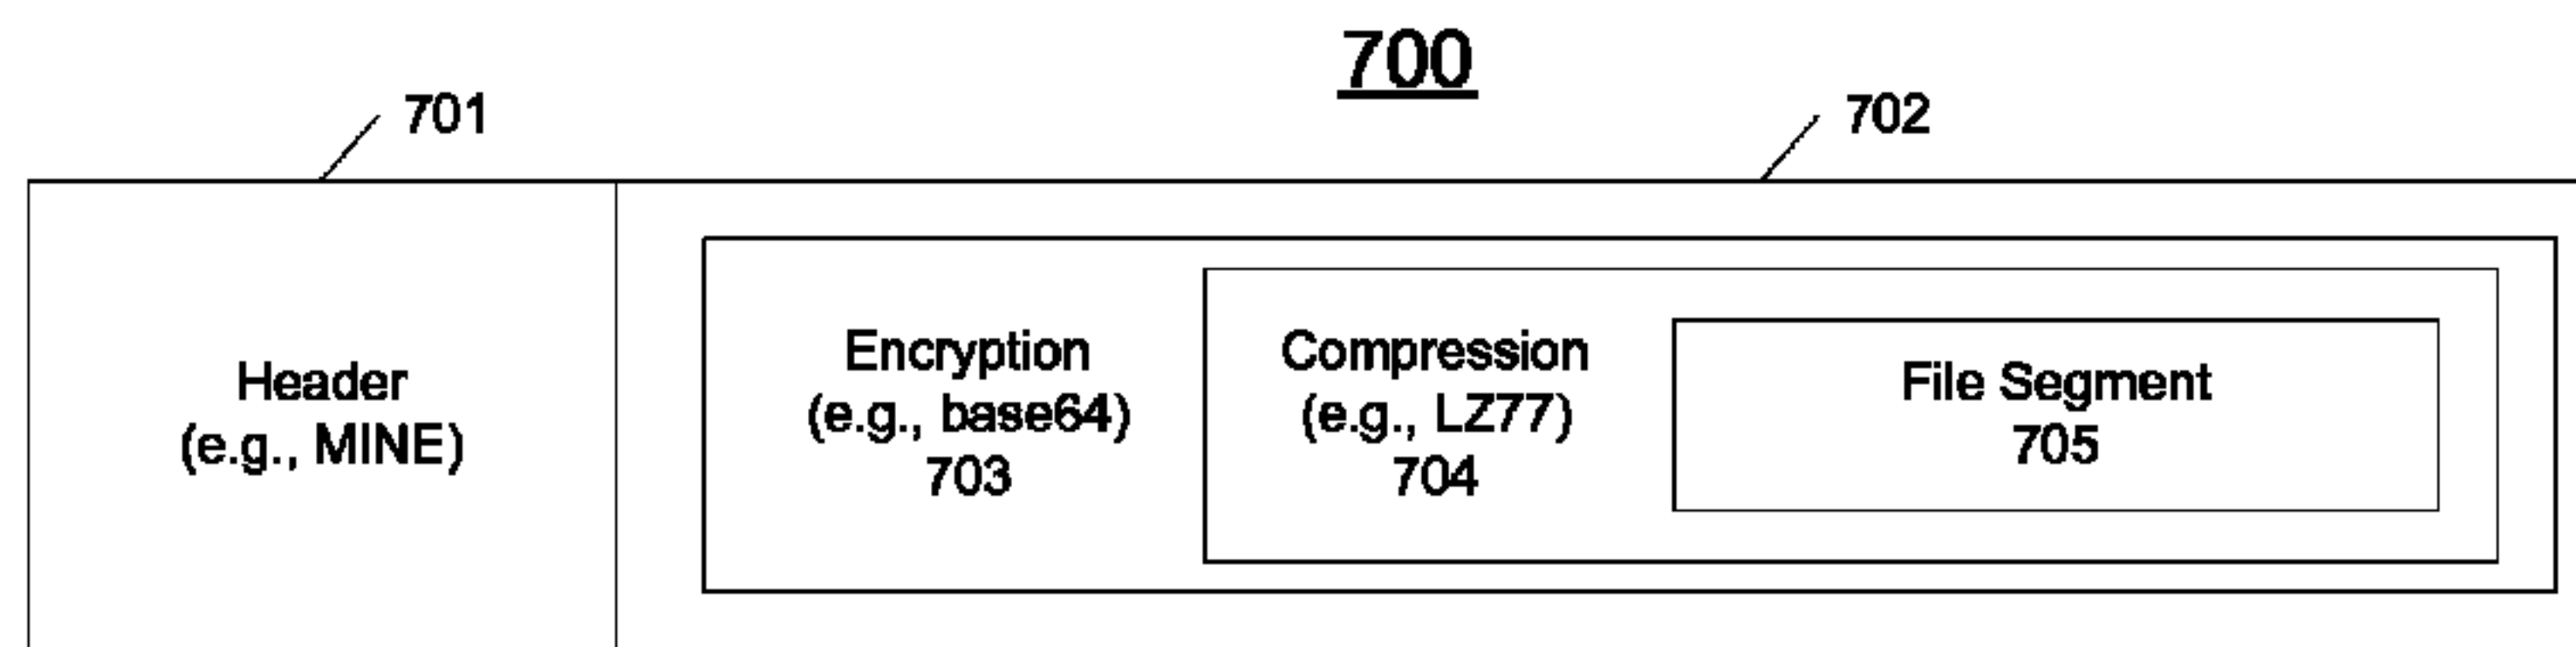 700
701
702
Header
(e.g., MINE)
Encryption
(e.g., base64)
703
Compression
(e.g., LZ77)
704
File Segment
705